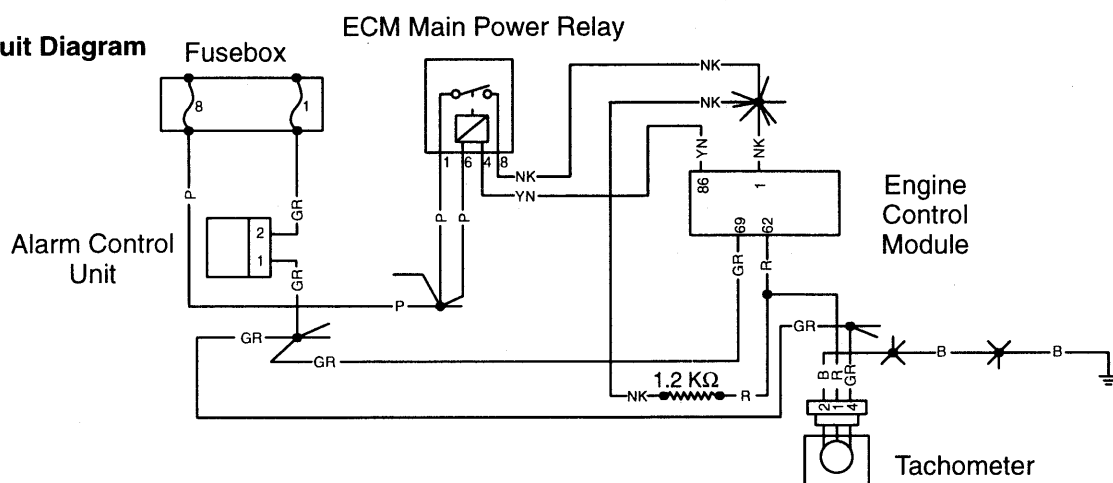 uit Diagram
Fusebox
ECM Main Power Relay
8
1
1
6
4
8
NK
YN
NK
NK
YN
NK
86
1
69
62
Engine
Control
Module
P
GR
2
1
Alarm Control
Unit
GR
P
P
P
GR
R
GR
GR
GR
NK
1.2 KΩ
R
B
R
GR
B
B
2
1
4
Tachometer